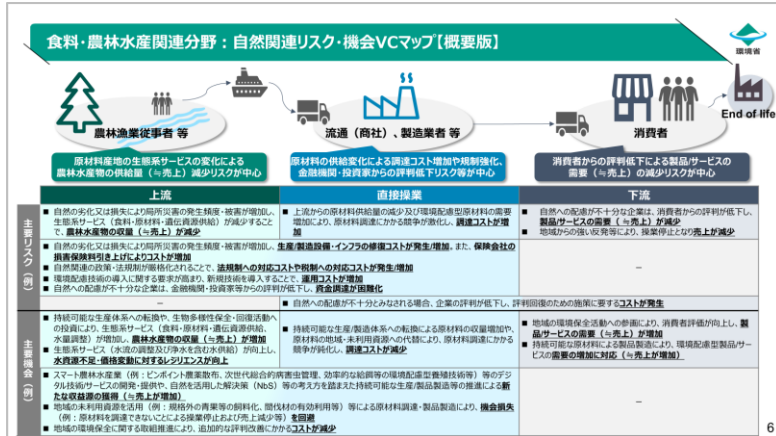 食料・農林水産関連分野：自然関連リスク・機会VCマップ【概要版】
環境省
農林漁業従事者 等
流通（商社）、製造業者 等
消費者
End of life
原材料産地の生態系サービスの変化による
農林水産物の供給量（≒売上）減少リスクが中心
原材料の供給変化による調達コスト増加や規制強化、
金融機関・投資家からの評判低下リスク等が中心
消費者からの評判低下による製品/サービスの
需要（≒売上）の減少リスクが中心
上流
直接操業
下流
主要リスク（例）
■ 自然の劣化又は損失により局所災害の発生頻度・被害が増加し、
生態系サービス（食料・原材料・遺伝資源供給）が減少すること
で、農林水産物の収量（≒売上）が減少
■ 上流からの原材料供給量の減少及び環境配慮型原材料の需要
増加により、原材料調達にかかる競争が激化し、調達コストが増
加
■ 自然への配慮が不十分な企業は、消費者からの評判が低下し、
製品/サービスの需要（≒売上）が減少
■ 地域からの強い反発等により、操業停止となり売上が減少
■ 自然の劣化又は損失により局所災害の発生頻度・被害が増加し、生産/製造設備・インフラの修復コストが発生/増加。また、保険会社の
損害保険料引き上げによりコストが増加
■ 自然関連の政策・法規制が厳格化されることで、法規制への対応コストや税制への対応コストが発生/増加
■ 環境配慮技術の導入に関する要求が高まり、新規技術を導入することで、運用コストが増加
■ 自然への配慮が不十分な企業は、金融機関・投資家等からの評判が低下し、資金調達が困難化
－
－
■ 自然への配慮が不十分とみなされる場合、企業の評判が低下し、評判回復のための施策に要するコストが発生
主要機会（例）
■ 持続可能な生産体系への転換や、生物多様性保全・回復活動へ
の投資により、生態系サービス（食料・原材料・遺伝資源供給、
水量調整）が増加し、農林水産物の収量（≒売上）が増加
■ 生態系サービス（水流の調整及び浄水を含む水供給）が向上し、
水資源不足・価格変動に対するレジリエンスが向上
■ 持続可能な生産/製造体系への転換による原材料の収量増加や、
原材料の地域・未利用資源への代替により、原材料調達にかかる
競争が鈍化し、調達コストが減少
■ 地域の環境保全活動への参画により、消費者評価が向上し、製
品/サービスの需要（≒売上）が増加
■ 持続可能な原材料による製品製造により、環境配慮型製品/サー
ビスの需要の増加に対応（≒売上が増加）
■ スマート農林水産業（例：ピンポイント農薬散布、次世代総合的病害虫管理、効率的な給餌等の環境配慮型養殖技術等）等のデジ
タル技術/サービスの開発・提供や、自然を活用した解決策（NbS）等の考え方を踏まえた持続可能な生産/製品製造等の推進による新
たな収益源の獲得（≒売上が増加）
■ 地域の未利用資源を活用（例：規格外の青果等の飼料化、間伐材の有効利用等）等による原材料調達・製品製造により、機会損失
（例：原材料を調達できないことによる操業停止および売上減少等）を回避
■ 地域の環境保全に関する取組推進により、追加的な評判改善にかかるコストが減少
－
6